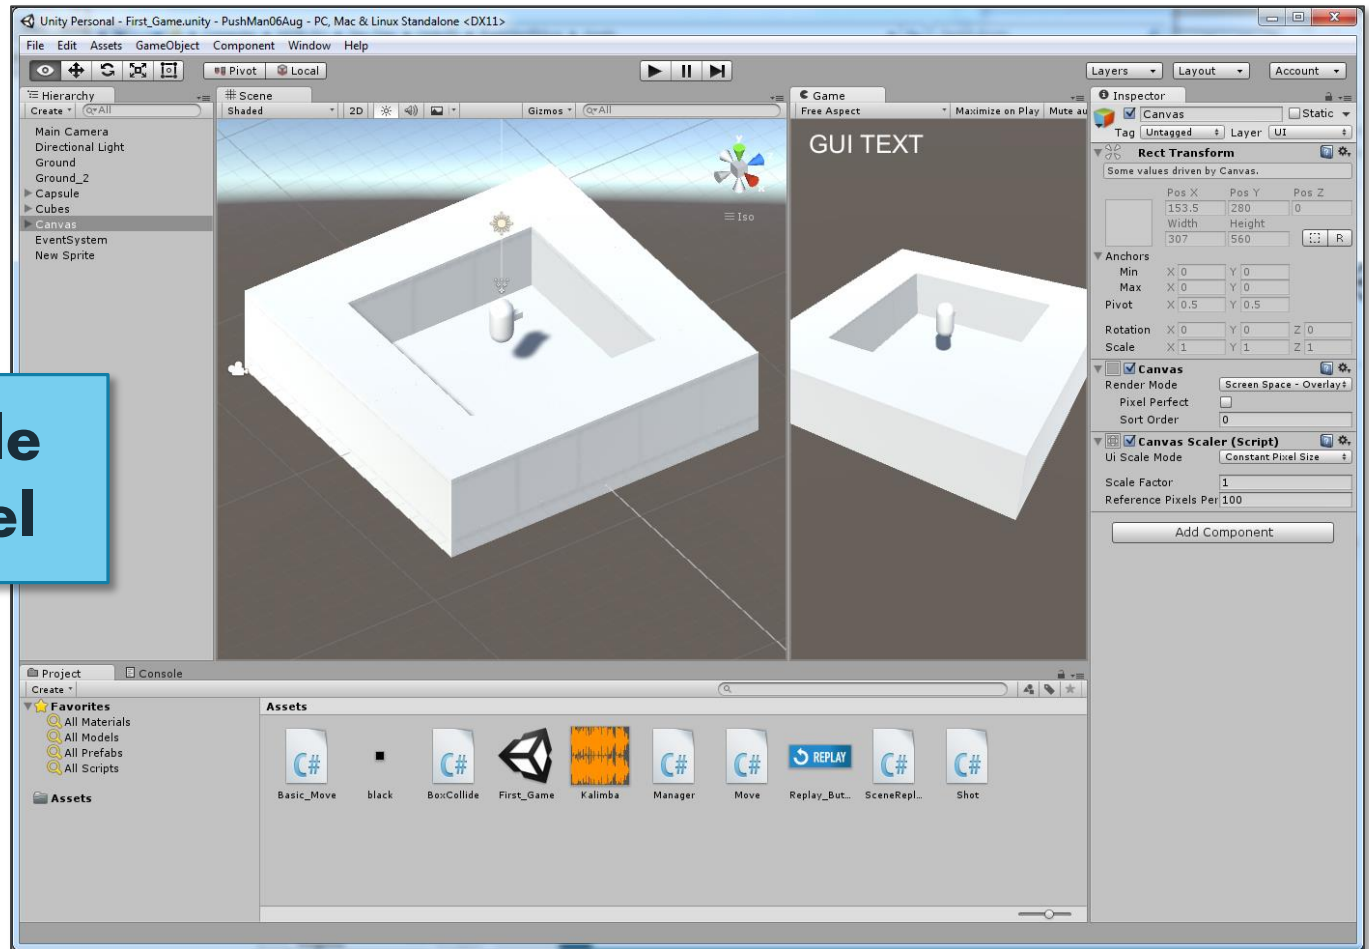 Unity Personal - First_Game.unity - PushMan06Aug - PC, Mac & Linux Standalone <DX11>
File Edit Assets GameObject Component Window Help
Pivot Local Layers Layout Account
Hierarchy
Create All
Main Camera
Directional Light
Ground
Ground_2
Capsule
Cubes
Canvas
EventSystem
New Sprite
le
el
Scene
Shaded 2D Gizmos All
Y
X
Iso
Game
Free Aspect Maximize on Play Mute au
GUI TEXT
Inspector
Canvas Static
Tag Untagged Layer UI
Rect Transform
Some values driven by Canvas.
Pos X Pos Y Pos Z
153.5 280 0
Width Height
307 560 R
Anchors
Min X 0 Y 0
Max X 0 Y 0
Pivot X 0.5 Y 0.5
Rotation X 0 Y 0 Z 0
Scale X 1 Y 1 Z 1
Canvas
Render Mode Screen Space - Overlay
Pixel Perfect
Sort Order 0
Canvas Scaler (Script)
Ui Scale Mode Constant Pixel Size
Scale Factor 1
Reference Pixels Per 100
Add Component
Project Console
Create
Favorites
All Materials
All Models
All Prefabs
All Scripts
Assets
Assets
C# C# C# C# REPLAY C# C#
Basic_Move black BoxCollide First_Game Kalimba Manager Move Replay_But... SceneRepl... Shot